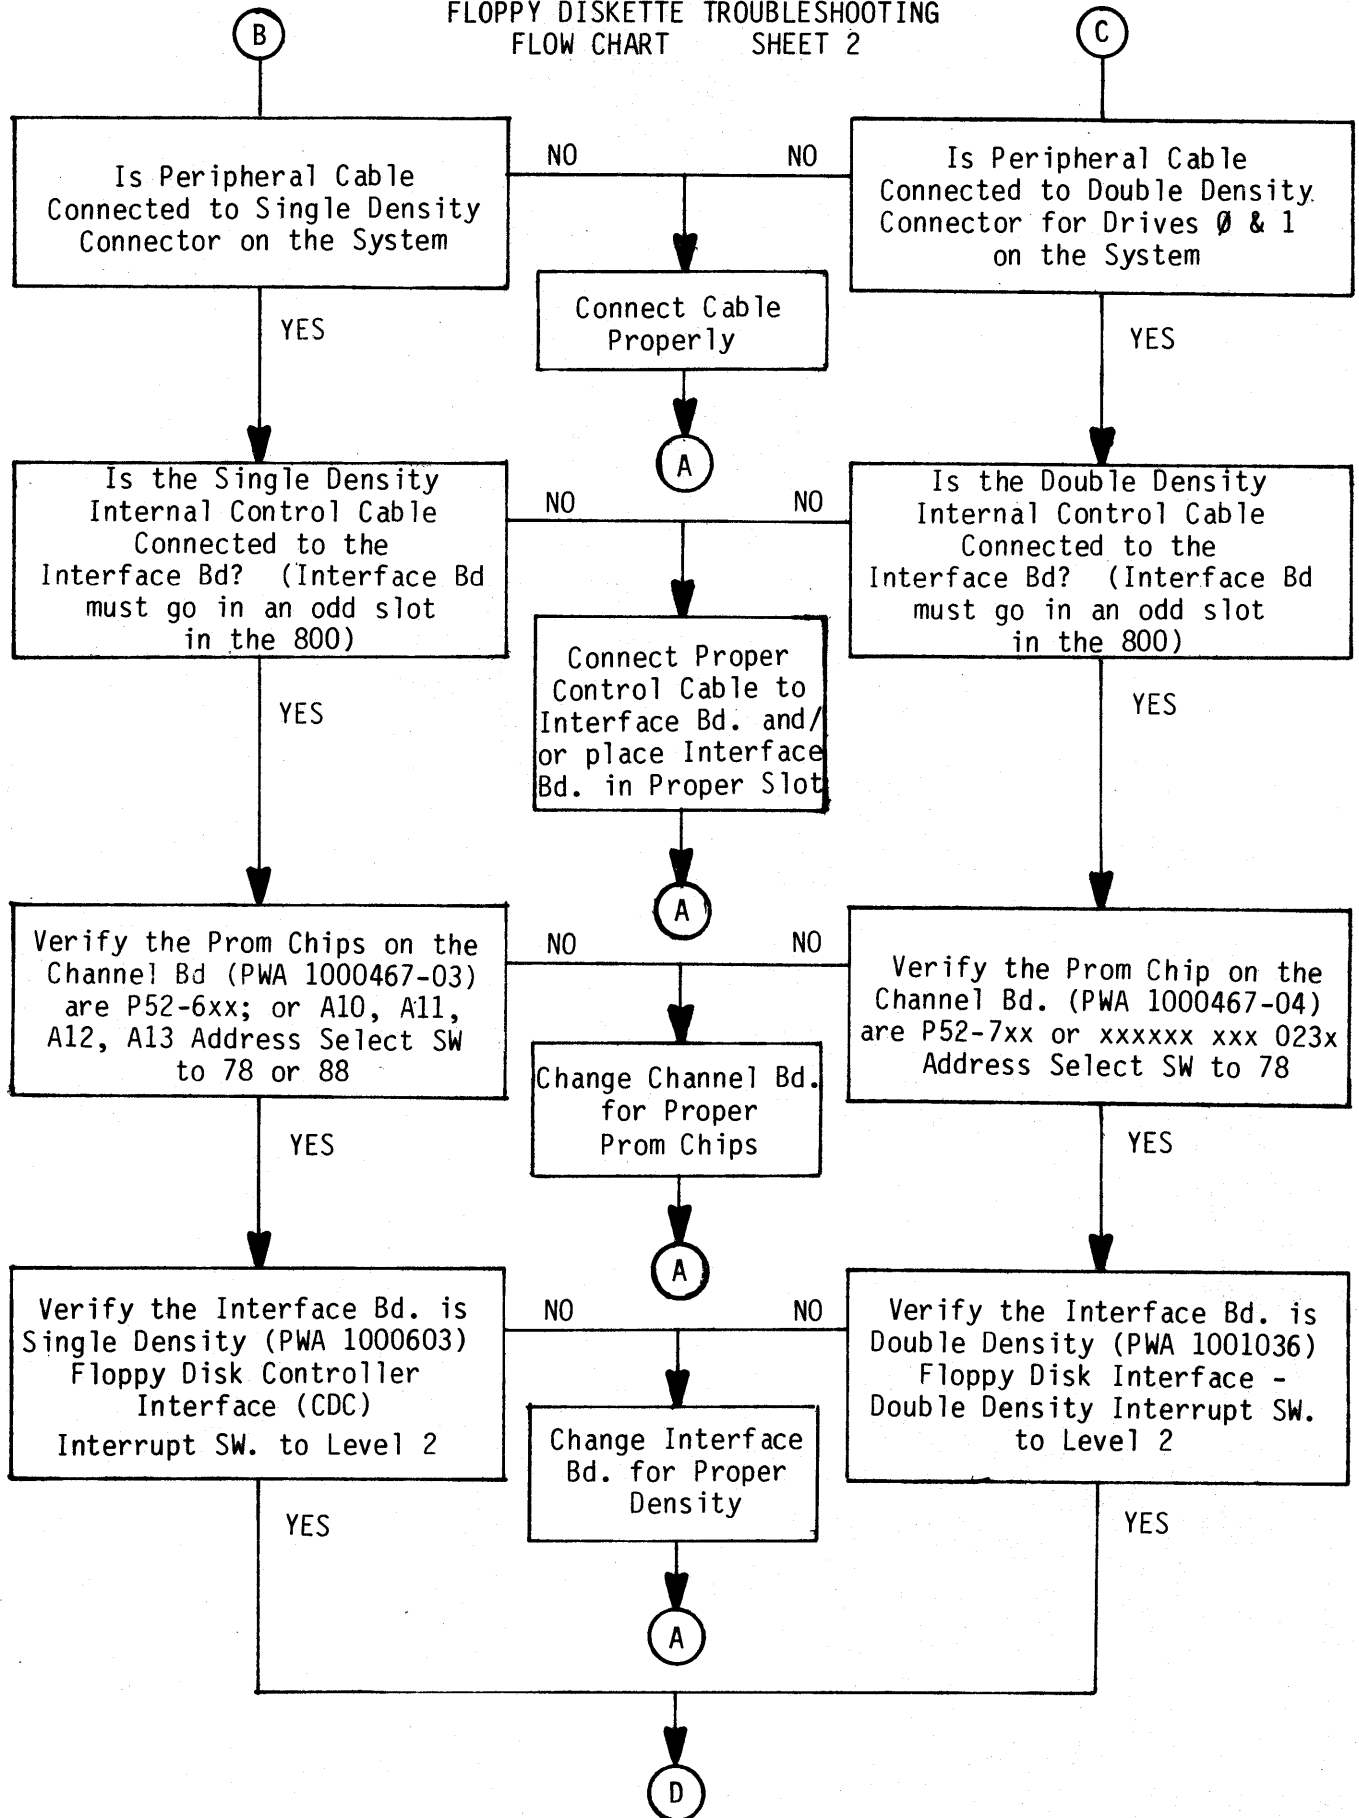 FLOPPY DISKETTE TROUBLESHOOTING
FLOW CHART SHEET 2
B
C
Is Peripheral Cable
Connected to Single Density
Connector on the System
NO
NO
Is Peripheral Cable
Connected to Double Density
Connector for Drives Ø & 1
on the System
Connect Cable
Properly
YES
YES
A
Is the Single Density
Internal Control Cable
Connected to the
Interface Bd? (Interface Bd
must go in an odd slot
in the 800)
NO
NO
Is the Double Density
Internal Control Cable
Connected to the
Interface Bd? (Interface Bd
must go in an odd slot
in the 800)
Connect Proper
Control Cable to
Interface Bd. and/
or place Interface
Bd. in Proper Slot
YES
YES
A
Verify the Prom Chips on the
Channel Bd (PWA 1000467-03)
are P52-6xx; or A10, A11,
A12, A13 Address Select SW
to 78 or 88
NO
NO
Verify the Prom Chip on the
Channel Bd. (PWA 1000467-04)
are P52-7xx or xxxxxx xxx 023x
Address Select SW to 78
Change Channel Bd.
for Proper
Prom Chips
YES
YES
A
Verify the Interface Bd. is
Single Density (PWA 1000603)
Floppy Disk Controller
Interface (CDC)
Interrupt SW. to Level 2
NO
NO
Verify the Interface Bd. is
Double Density (PWA 1001036)
Floppy Disk Interface -
Double Density Interrupt SW.
to Level 2
Change Interface
Bd. for Proper
Density
YES
YES
A
D